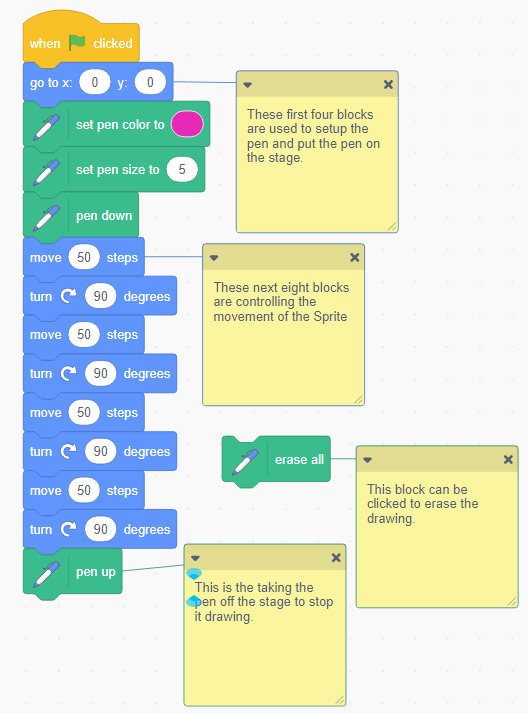 when clicked
go to x: 0 y: 0
set pen color to
set pen size to 5
pen down
move 50 steps
turn 90 degrees
move 50 steps
turn 90 degrees
move 50 steps
turn 90 degrees
move 50 steps
turn 90 degrees
pen up
These first four blocks
are used to setup the
pen and put the pen on
the stage.
These next eight blocks
are controlling the
movement of the Sprite
erase all
This block can be
clicked to erase the
drawing.
This is the taking the
pen off the stage to stop
it drawing.